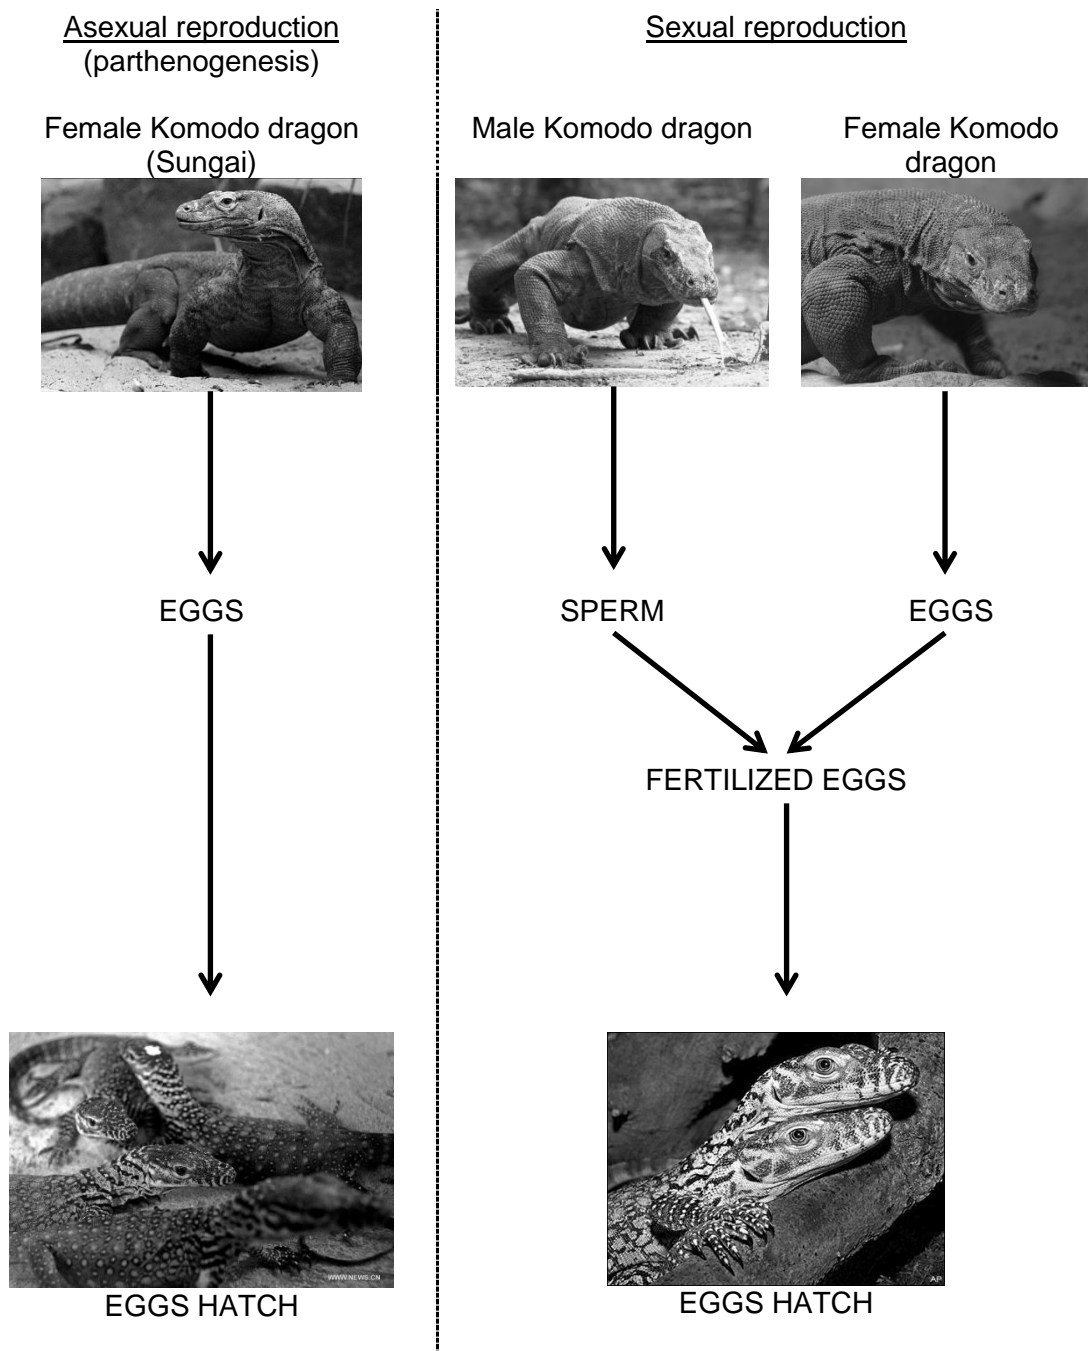 Asexual reproduction
(parthenogenesis)
Female Komodo dragon
(Sungai)
EGGS
WWW.NEWS.CN
EGGS HATCH
Sexual reproduction
Male Komodo dragon
Female Komodo
dragon
SPERM
EGGS
FERTILIZED EGGS
AP
EGGS HATCH